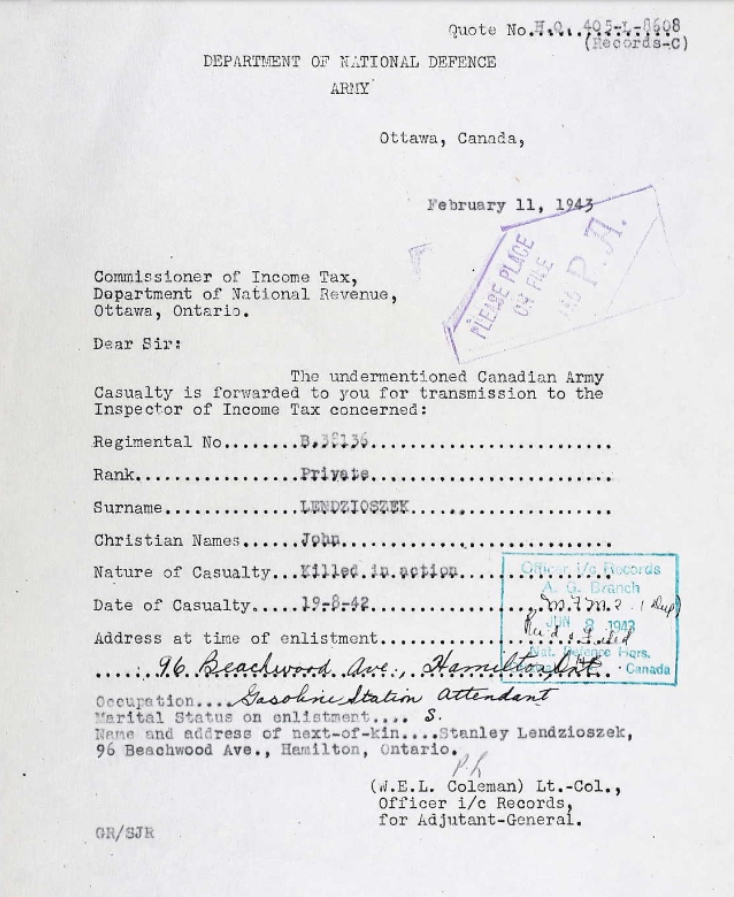 Quote No.H.Q. 405-L-8608
(Records-C)
DEPARTMENT OF NATIONAL DEFENCE
ARMY
Ottawa, Canada,
February 11, 1943
PLEASE PLACE
ON FILE
P.A.
Commissioner of Income Tax,
Department of National Revenue,
Ottawa, Ontario.
Dear Sir:
The undermentioned Canadian Army
Casualty is forwarded to you for transmission to the
Inspector of Income Tax concerned:
Regimental No.......B.38136..............................
Rank................Private..............................
Surname.............LENDZIOSZEK..........................
Christian Names.....John.................................
Nature of Casualty...Killed in action....................
Date of Casualty....19-8-42..............................
Address at time of enlistment............................
96 Beachwood Ave., Hamilton, Ont.
Officer i/c Records
A. G. Branch
JUN 9 1943
Rec'd & Filed
Nat. Defence Hqrs.
Canada
Occupation....Gasoline Station Attendant
Marital Status on enlistment.... S.
Name and address of next-of-kin....Stanley Lendzioszek,
96 Beachwood Ave., Hamilton, Ontario.
(W.E.L. Coleman) Lt.-Col.,
Officer i/c Records,
for Adjutant-General.
GR/SJR